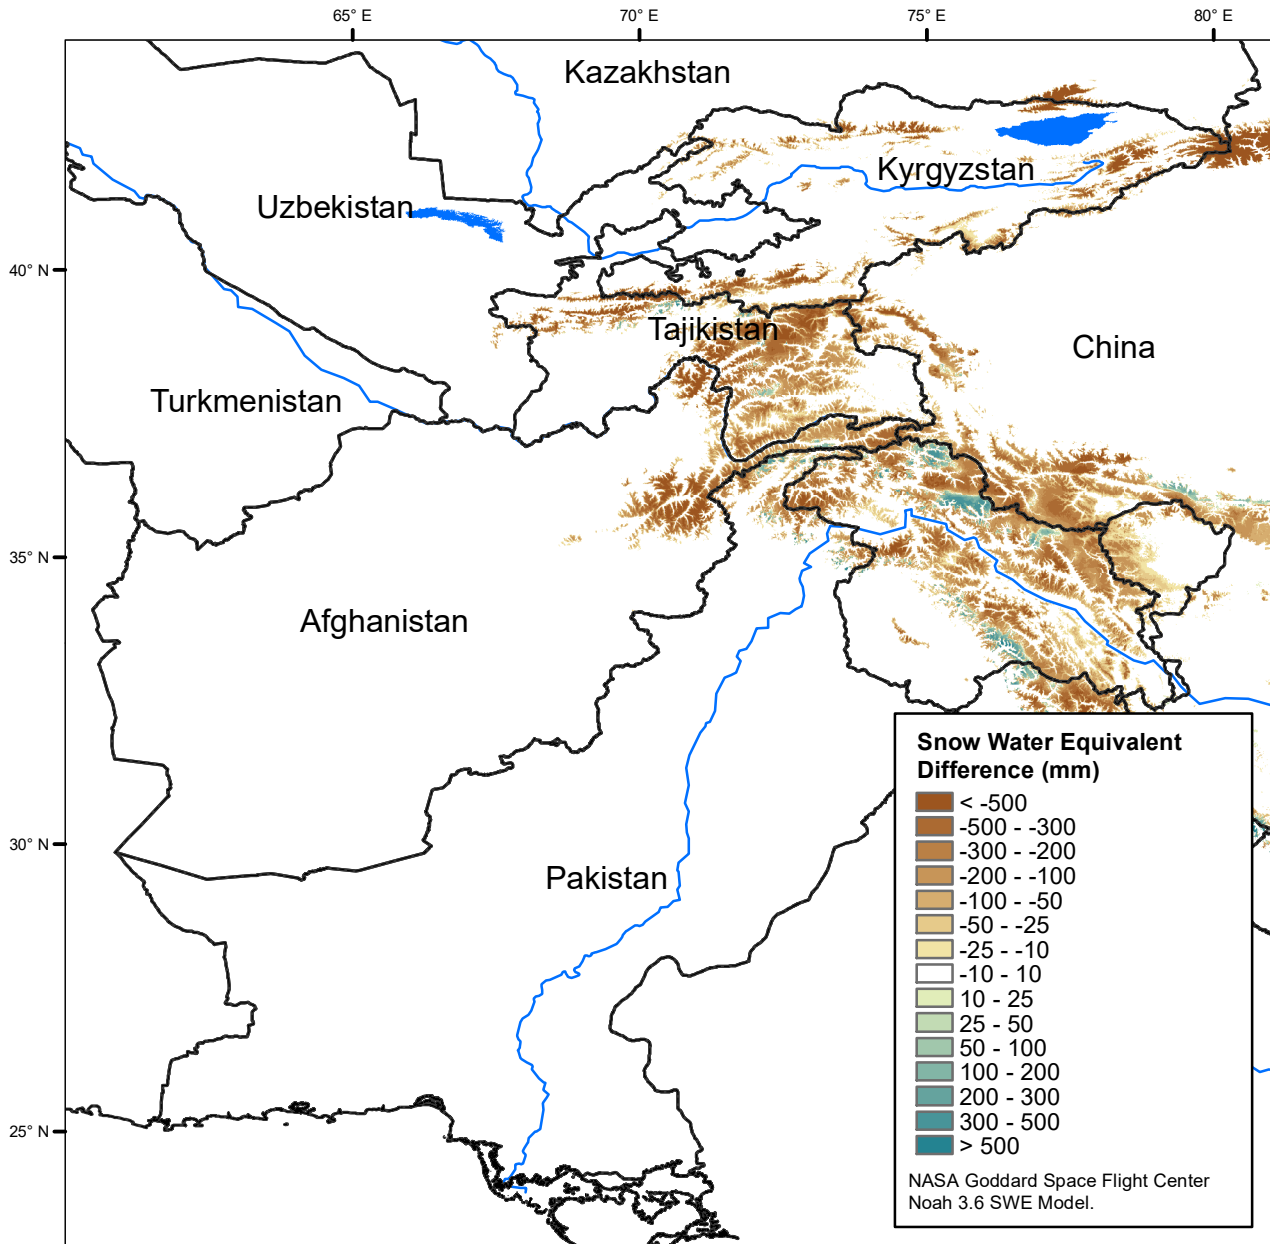 65° E
70° E
75° E
80° E
Kazakhstan
Kyrgyzstan
Uzbekistan
40° N
Tajikistan
China
Turkmenistan
35° N
Afghanistan
30° N
Pakistan
25° N
Snow Water Equivalent
Difference (mm)
< -500
-500 - -300
-300 - -200
-200 - -100
-100 - -50
-50 - -25
-25 - -10
-10 - 10
10 - 25
25 - 50
50 - 100
100 - 200
200 - 300
300 - 500
> 500
NASA Goddard Space Flight Center
Noah 3.6 SWE Model.